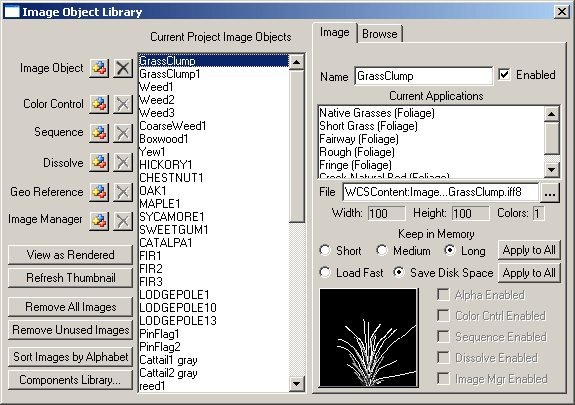 Image Object Library
Current Project Image Objects
Image Object
Color Control
Sequence
Dissolve
Geo Reference
Image Manager
View as Rendered
Refresh Thumbnail
Remove All Images
Remove Unused Images
Sort Images by Alphabet
Components Library...
GrassClump
GrassClump1
Weed1
Weed2
Weed3
CoarseWeed1
Boxwood1
Yew1
HICKORY1
CHESTNUT1
OAK1
MAPLE1
SYCAMORE1
SWEETGUM1
CATALPA1
FIR1
FIR2
FIR3
LODGEPOLE1
LODGEPOLE10
LODGEPOLE13
PinFlag1
PinFlag2
Cattail1 gray
Cattail2 gray
reed1
Image Browse
Name GrassClump Enabled
Current Applications
Native Grasses (Foliage)
Short Grass (Foliage)
Fairway (Foliage)
Rough (Foliage)
Fringe (Foliage)
Creek-Natural Bed (Foliage)
File WCSContent:Image...GrassClump.iff8 ...
Width: 100 Height: 100 Colors: 1
Keep in Memory
Short Medium Long Apply to All
Load Fast Save Disk Space Apply to All
Alpha Enabled
Color Cntrl Enabled
Sequence Enabled
Dissolve Enabled
Image Mgr Enabled